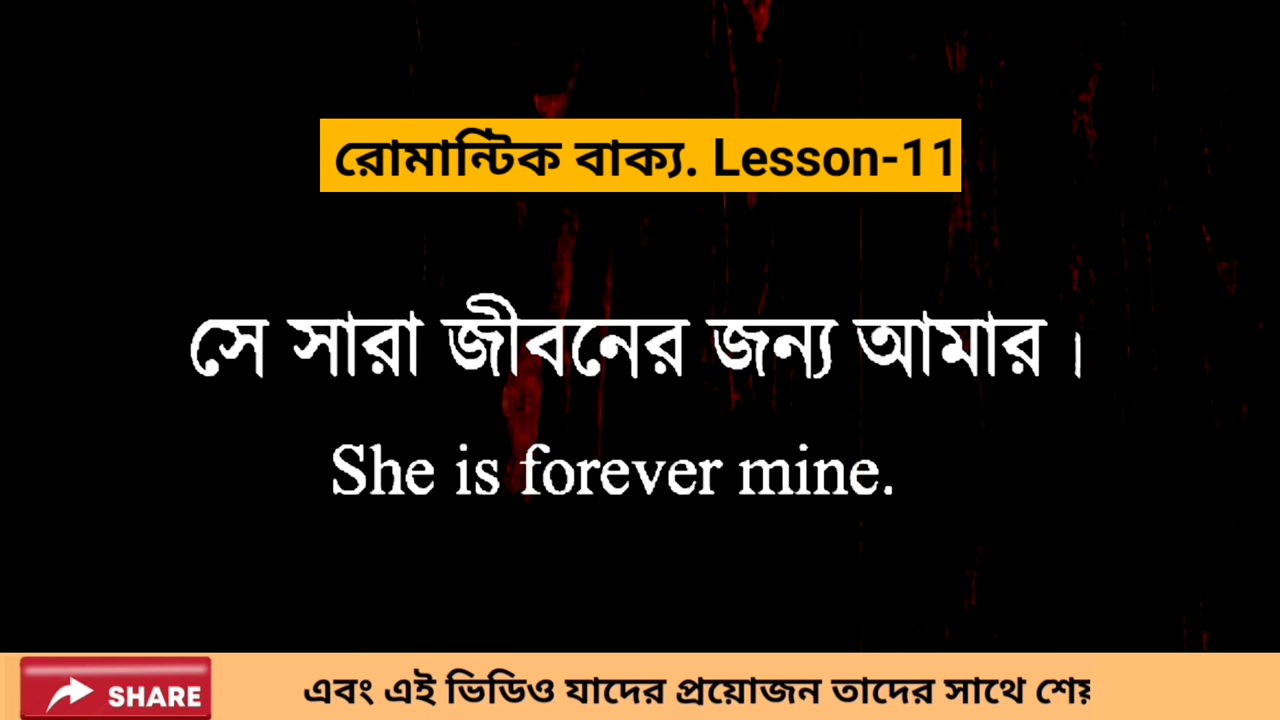 রোমান্টিক বাক্য. Lesson-11
সে সারা জীবনের জন্য আমার।
She is forever mine.
SHARE এবং এই ভিডিও যাদের প্রয়োজন তাদের সাথে